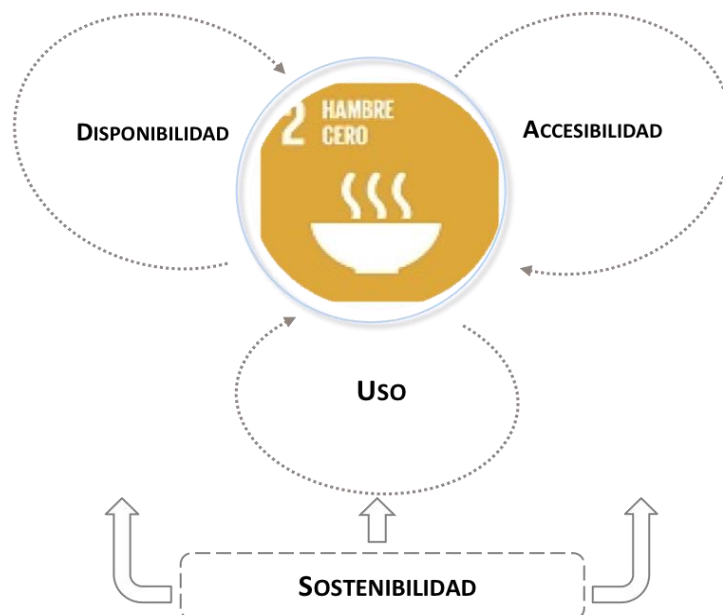 DISPONIBILIDAD
2 HAMBRE
CERO
ACCESIBILIDAD
USO
SOSTENIBILIDAD